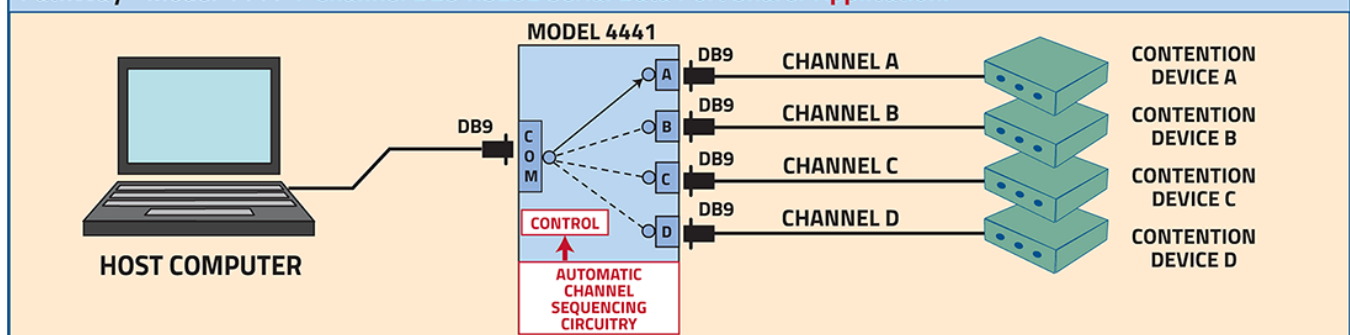 MODEL 4441
DB9
COM
CONTROL
AUTOMATIC
CHANNEL
SEQUENCING
CIRCUITRY
A
B
C
D
DB9
CHANNEL A
DB9
CHANNEL B
DB9
CHANNEL C
DB9
CHANNEL D
CONTENTION
DEVICE A
CONTENTION
DEVICE B
CONTENTION
DEVICE C
CONTENTION
DEVICE D
HOST COMPUTER